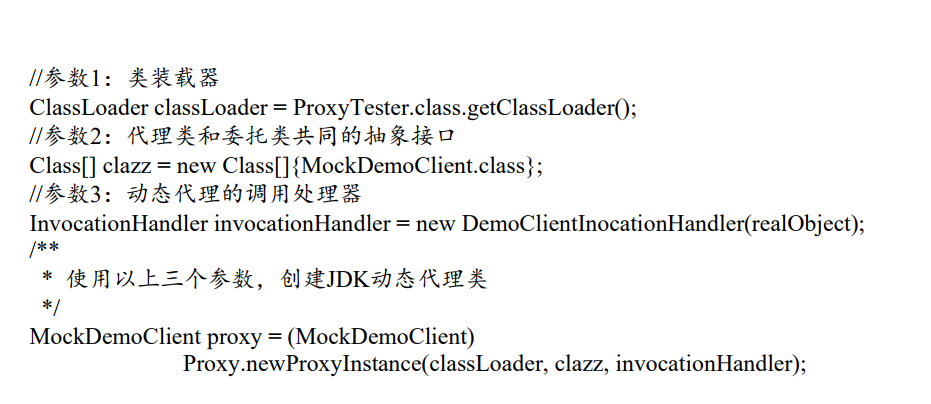 //参数1：类装载器
ClassLoader classLoader = ProxyTester.class.getClassLoader();
//参数2：代理类和委托类共同的抽象接口
Class[] clazz = new Class[]{MockDemoClient.class};
//参数3：动态代理的调用处理器
InvocationHandler invocationHandler = new DemoClientInocationHandler(realObject);
/**
* 使用以上三个参数，创建JDK动态代理类
*/
MockDemoClient proxy = (MockDemoClient)
Proxy.newProxyInstance(classLoader, clazz, invocationHandler);